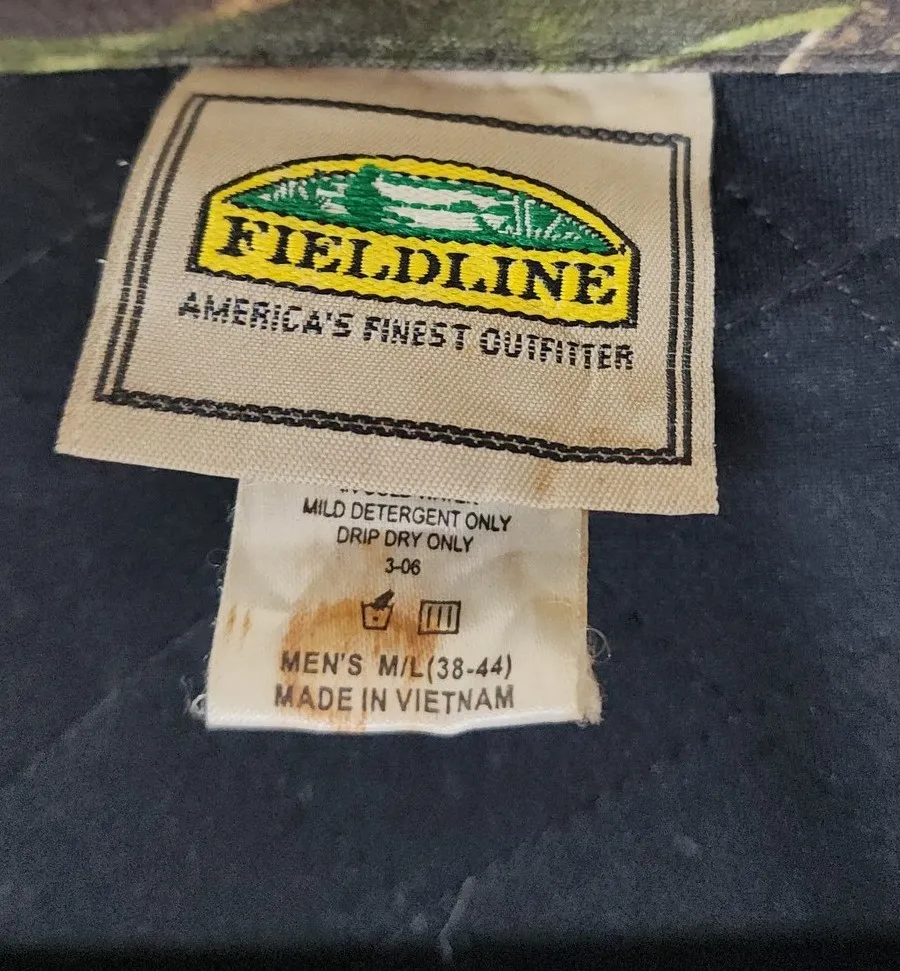 FIELDLINE
AMERICA'S FINEST OUTFITTER
MILD DETERGENT ONLY
DRIP DRY ONLY
3-06
MEN'S M/L(38-44)
MADE IN VIETNAM